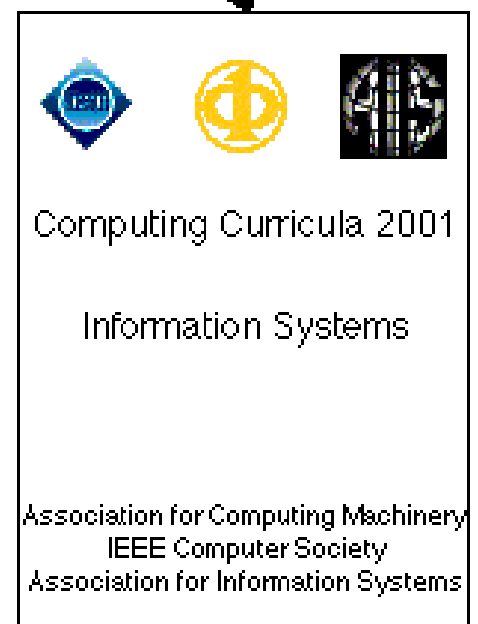 Computing Curricula 2001
Information Systems
Association for Computing Machinery
IEEE Computer Society
Association for Information Systems